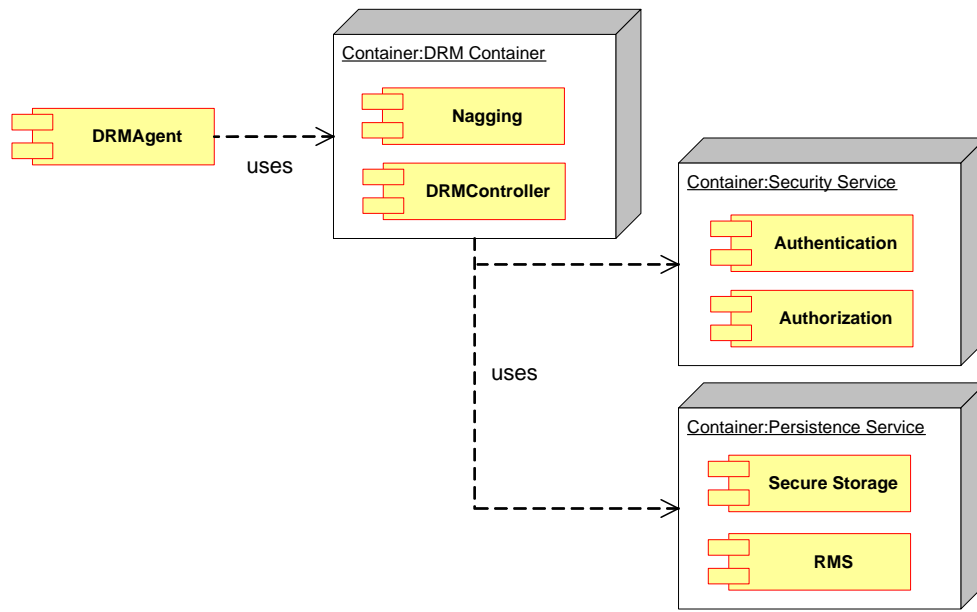 Container:DRM Container
Nagging
DRMAgent
uses
DRMController
Container:Security Service
Authentication
Authorization
uses
Container:Persistence Service
Secure Storage
RMS